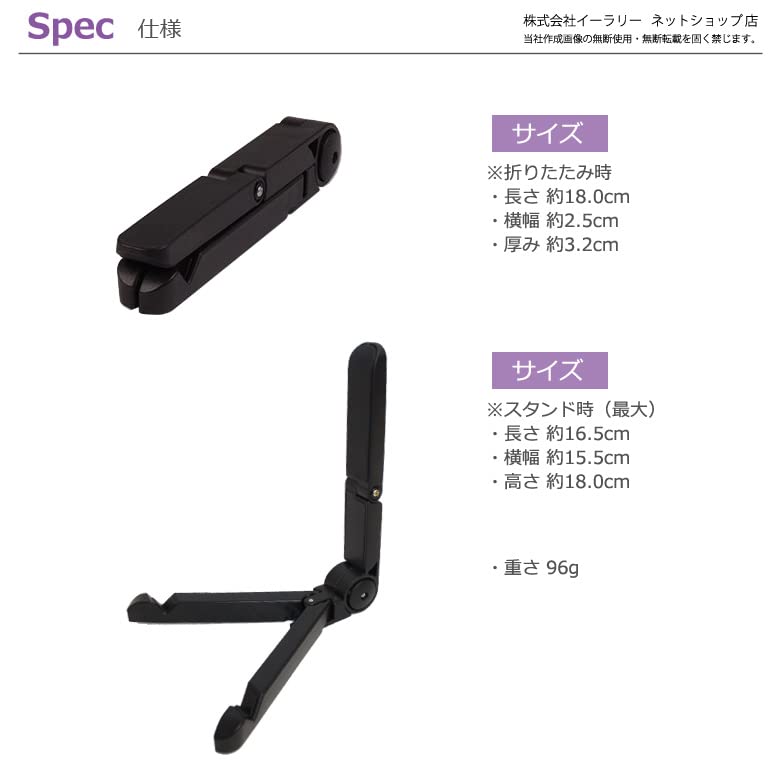 Spec 仕様
株式会社イーラリー ネットショップ店
当社作成画像の無断使用・無断転載を固く禁じます。
サイズ
※折りたたみ時
・長さ 約18.0cm
・横幅 約2.5cm
・厚み 約3.2cm
サイズ
※スタンド時（最大）
・長さ 約16.5cm
・横幅 約15.5cm
・高さ 約18.0cm
・重さ 96g